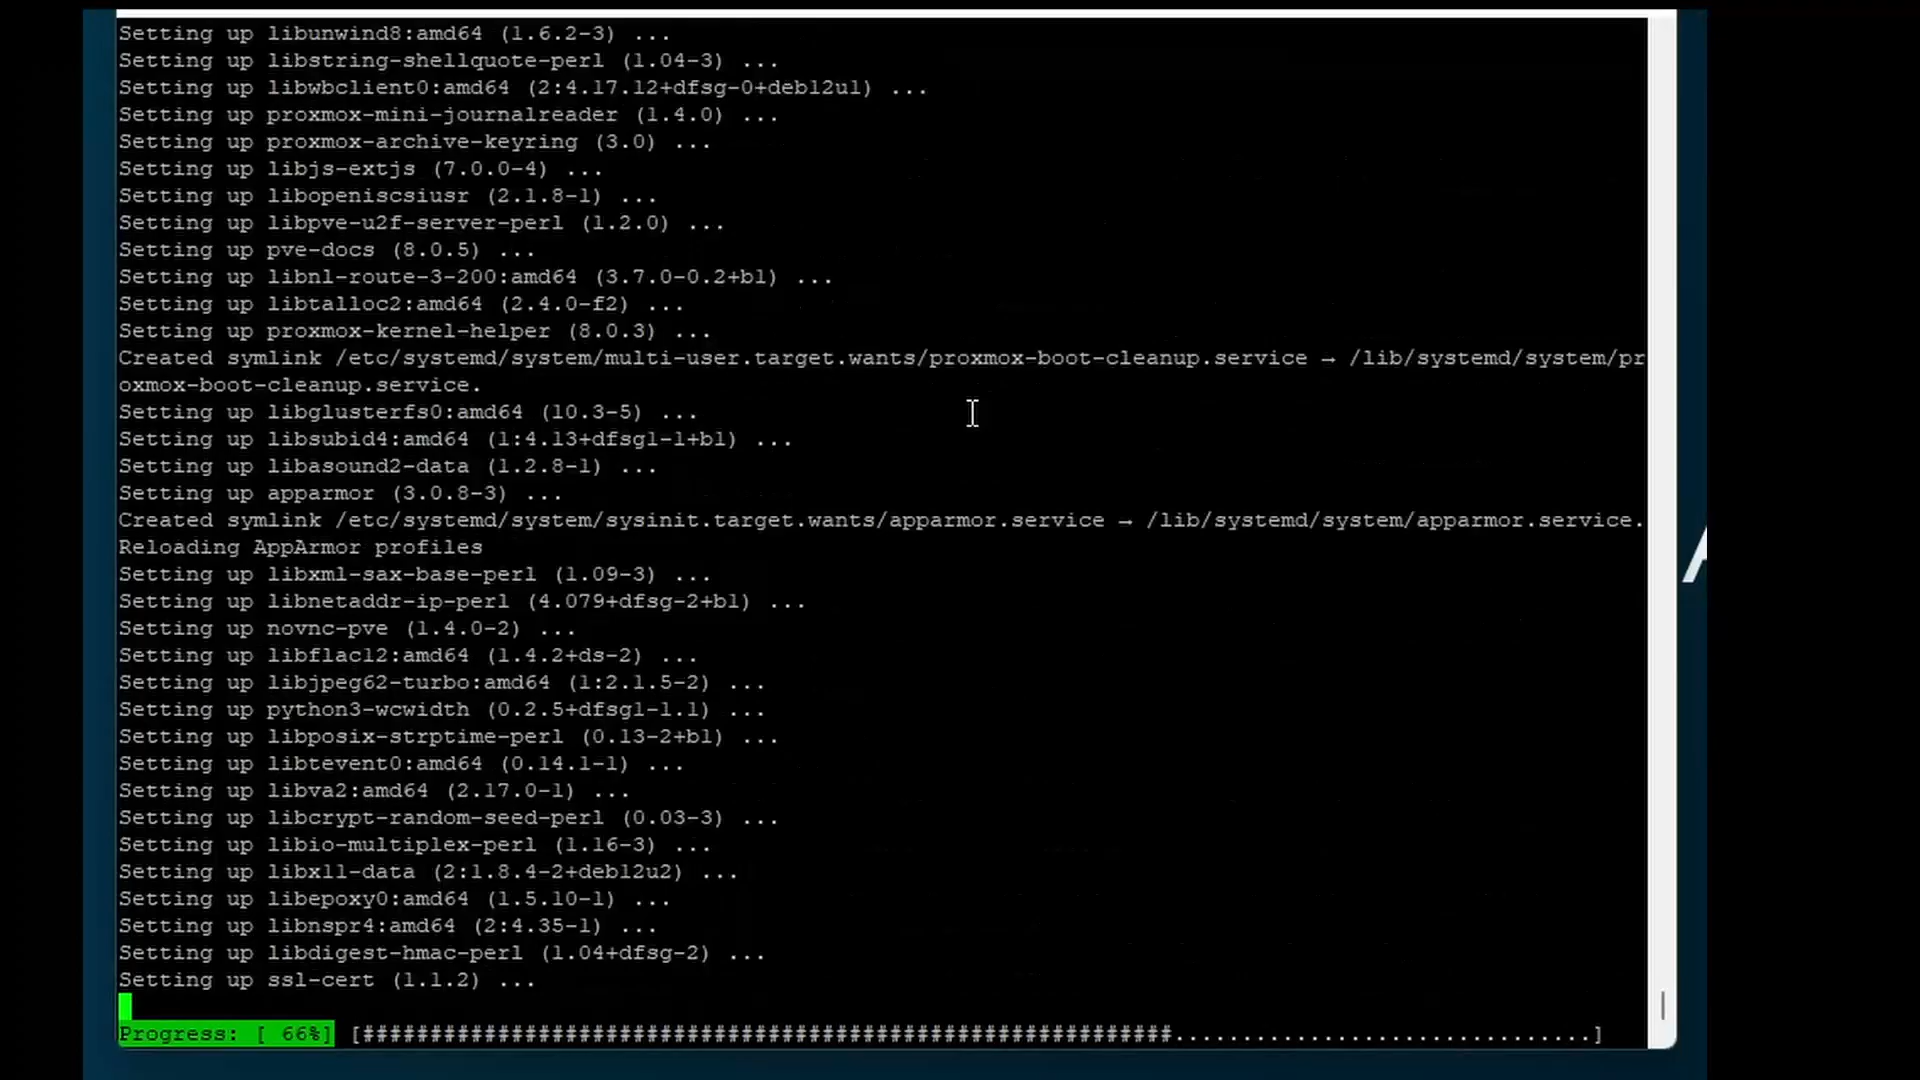 Setting up libunwind8:amd64 (1.6.2-3) ...
Setting up libstring-shellquote-perl (1.04-3) ...
Setting up libwbclient0:amd64 (2:4.17.12+dfsg-0+deb12u1) ...
Setting up proxmox-mini-journalreader (1.4.0) ...
Setting up proxmox-archive-keyring (3.0) ...
Setting up libjs-extjs (7.0.0-4) ...
Setting up libopeniscsiusr (2.1.8-1) ...
Setting up libpve-u2f-server-perl (1.2.0) ...
Setting up pve-docs (8.0.5) ...
Setting up libnl-route-3-200:amd64 (3.7.0-0.2+b1) ...
Setting up libtalloc2:amd64 (2.4.0-f2) ...
Setting up proxmox-kernel-helper (8.0.3) ...
Created symlink /etc/systemd/system/multi-user.target.wants/proxmox-boot-cleanup.service → /lib/systemd/system/pr
oxmox-boot-cleanup.service.
Setting up libglusterfs0:amd64 (10.3-5) ...
Setting up libsubid4:amd64 (1:4.13+dfsg1-1+b1) ...
Setting up libasound2-data (1.2.8-1) ...
Setting up apparmor (3.0.8-3) ...
Created symlink /etc/systemd/system/sysinit.target.wants/apparmor.service → /lib/systemd/system/apparmor.service.
Reloading AppArmor profiles
Setting up libxml-sax-base-perl (1.09-3) ...
Setting up libnetaddr-ip-perl (4.079+dfsg-2+b1) ...
Setting up novnc-pve (1.4.0-2) ...
Setting up libflac12:amd64 (1.4.2+ds-2) ...
Setting up libjpeg62-turbo:amd64 (1:2.1.5-2) ...
Setting up python3-wcwidth (0.2.5+dfsg1-1.1) ...
Setting up libposix-strptime-perl (0.13-2+b1) ...
Setting up libtevent0:amd64 (0.14.1-1) ...
Setting up libva2:amd64 (2.17.0-1) ...
Setting up libcrypt-random-seed-perl (0.03-3) ...
Setting up libio-multiplex-perl (1.16-3) ...
Setting up libx11-data (2:1.8.4-2+deb12u2) ...
Setting up libepoxy0:amd64 (1.5.10-1) ...
Setting up libnspr4:amd64 (2:4.35-1) ...
Setting up libdigest-hmac-perl (1.04+dfsg-2) ...
Setting up ssl-cert (1.1.2) ...
Progress: [ 66%] [############################################################...............................]